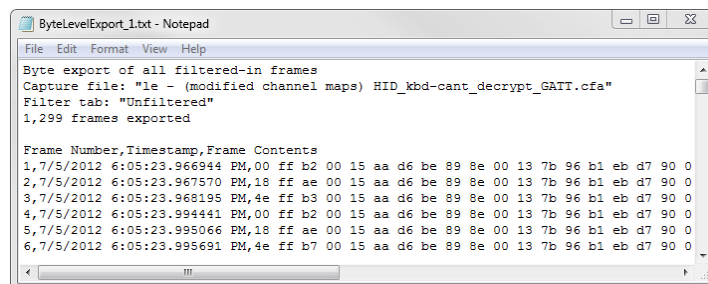 ByteLevelExport_1.txt - Notepad
File Edit Format View Help
Byte export of all filtered-in frames
Capture file: "le - (modified channel maps) HID_kbd-cant_decrypt_GATT.cfa"
Filter tab: "Unfiltered"
1,299 frames exported
Frame Number,Timestamp,Frame Contents
1,7/5/2012 6:05:23.966944 PM,00 ff b2 00 15 aa d6 be 89 8e 00 13 7b 96 b1 eb d7 90 0
2,7/5/2012 6:05:23.967570 PM,18 ff ae 00 15 aa d6 be 89 8e 00 13 7b 96 b1 eb d7 90 0
3,7/5/2012 6:05:23.968195 PM,4e ff b3 00 15 aa d6 be 89 8e 00 13 7b 96 b1 eb d7 90 0
4,7/5/2012 6:05:23.994441 PM,00 ff b2 00 15 aa d6 be 89 8e 00 13 7b 96 b1 eb d7 90 0
5,7/5/2012 6:05:23.995066 PM,18 ff ae 00 15 aa d6 be 89 8e 00 13 7b 96 b1 eb d7 90 0
6,7/5/2012 6:05:23.995691 PM,4e ff b7 00 15 aa d6 be 89 8e 00 13 7b 96 b1 eb d7 90 0